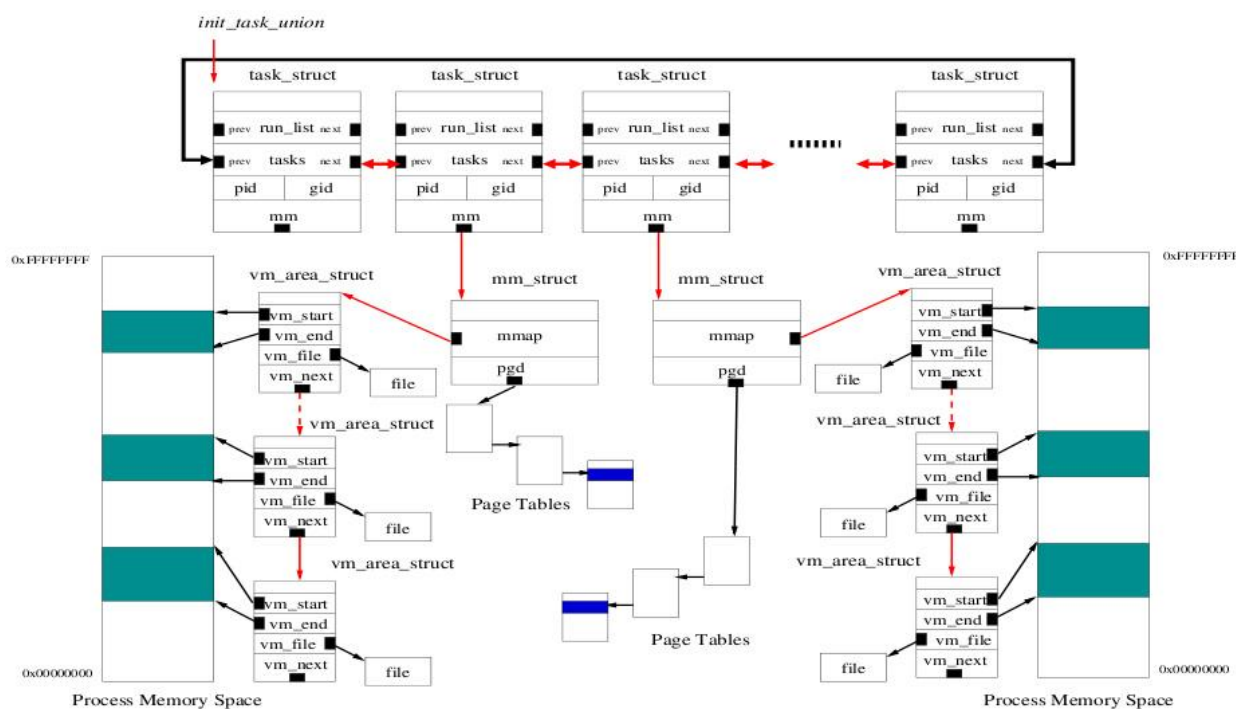 init_task_union
task_struct
task_struct
task_struct
task_struct
prev run_list next
prev run_list next
prev run_list next
prev run_list next
prev tasks next
prev tasks next
prev tasks next
prev tasks next
pid gid
pid gid
pid gid
pid gid
mm
mm
mm
mm
0xFFFFFFFF
vm_area_struct
vm_start
vm_end
vm_file
vm_next
file
mm_struct
mmap
pgd
mm_struct
mmap
pgd
vm_area_struct
vm_start
vm_end
vm_file
vm_next
file
0xFFFFFFFF
vm_area_struct
vm_start
vm_end
vm_file
vm_next
file
Page Tables
vm_area_struct
vm_start
vm_end
vm_file
vm_next
file
vm_area_struct
vm_start
vm_end
vm_file
vm_next
file
Page Tables
vm_area_struct
vm_start
vm_end
vm_file
vm_next
file
0x00000000
0x00000000
Process Memory Space
Process Memory Space